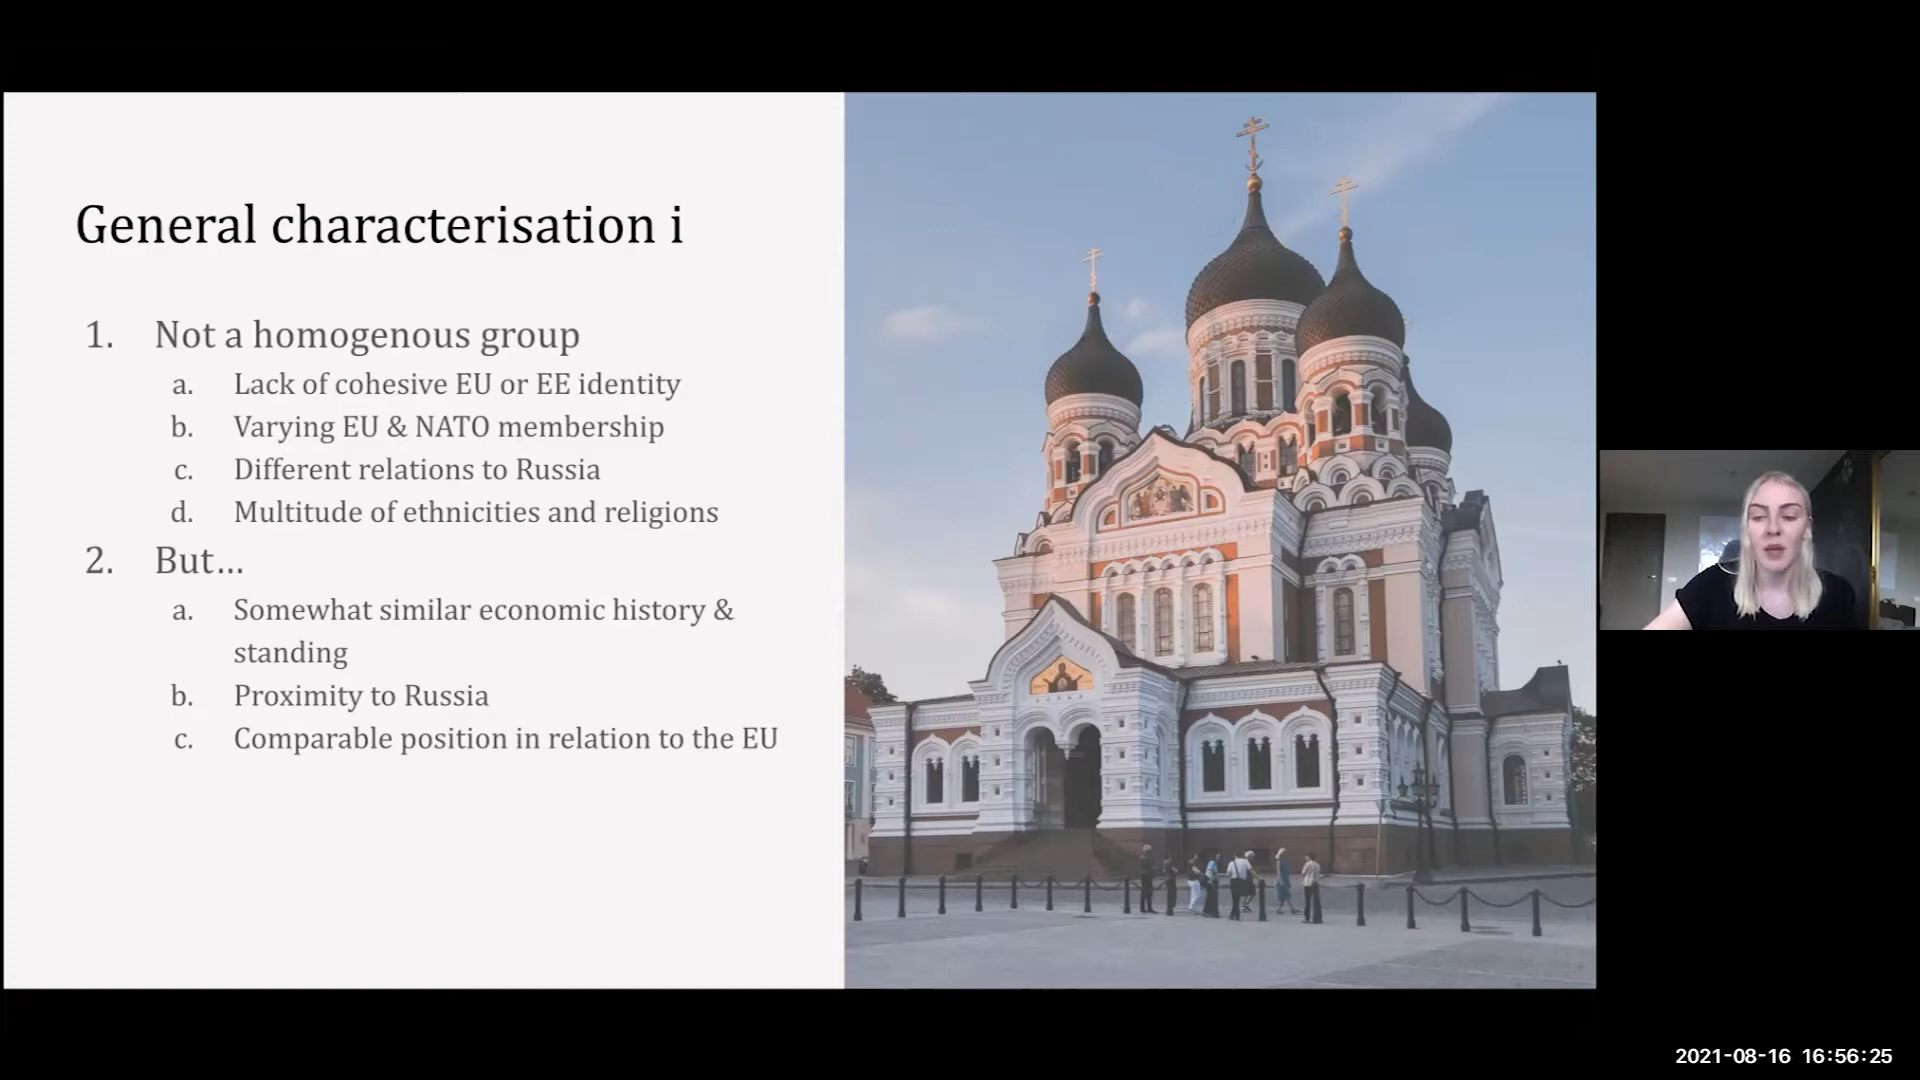 General characterisation i
1. Not a homogenous group
a. Lack of cohesive EU or EE identity
b. Varying EU & NATO membership
c. Different relations to Russia
d. Multitude of ethnicities and religions
2. But...
a. Somewhat similar economic history &
standing
b. Proximity to Russia
c. Comparable position in relation to the EU
2021-08-16 16:56:25